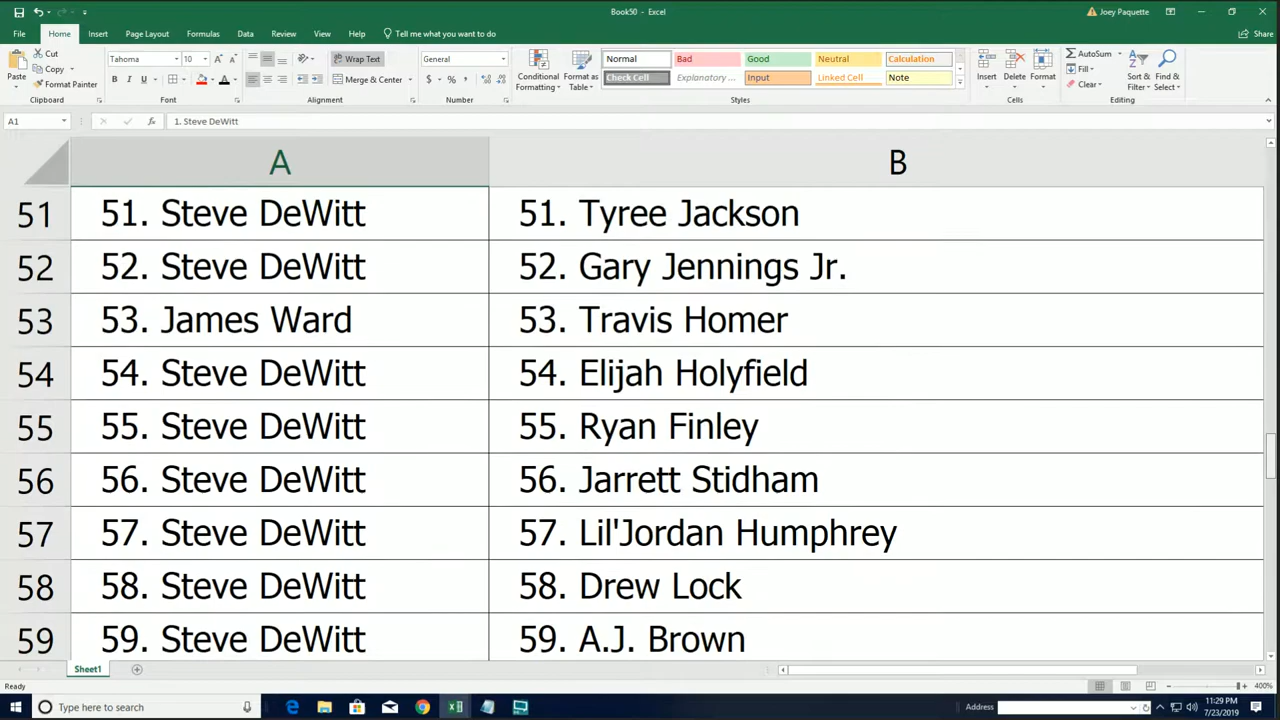 Book50 - Excel
Joey Paquette
File Home Insert Page Layout Formulas Data Review View Help Tell me what you want to do Share
Paste Cut Copy Format Painter Clipboard
Tahoma 10 B I U A A Font
Wrap Text Merge & Center Alignment
General $ % Number
Conditional Formatting Format as Table
Normal Bad Good Neutral Calculation
Check Cell Explanatory ... Input Linked Cell Note
Styles
Insert Delete Format Cells
AutoSum Fill Clear Sort & Filter Find & Select Editing
A1 fx 1. Steve DeWitt
A B
51 51. Steve DeWitt 51. Tyree Jackson
52 52. Steve DeWitt 52. Gary Jennings Jr.
53 53. James Ward 53. Travis Homer
54 54. Steve DeWitt 54. Elijah Holyfield
55 55. Steve DeWitt 55. Ryan Finley
56 56. Steve DeWitt 56. Jarrett Stidham
57 57. Steve DeWitt 57. Lil'Jordan Humphrey
58 58. Steve DeWitt 58. Drew Lock
59 59. Steve DeWitt 59. A.J. Brown
Sheet1
Ready 400%
Type here to search Address 11:29 PM
7/23/2019